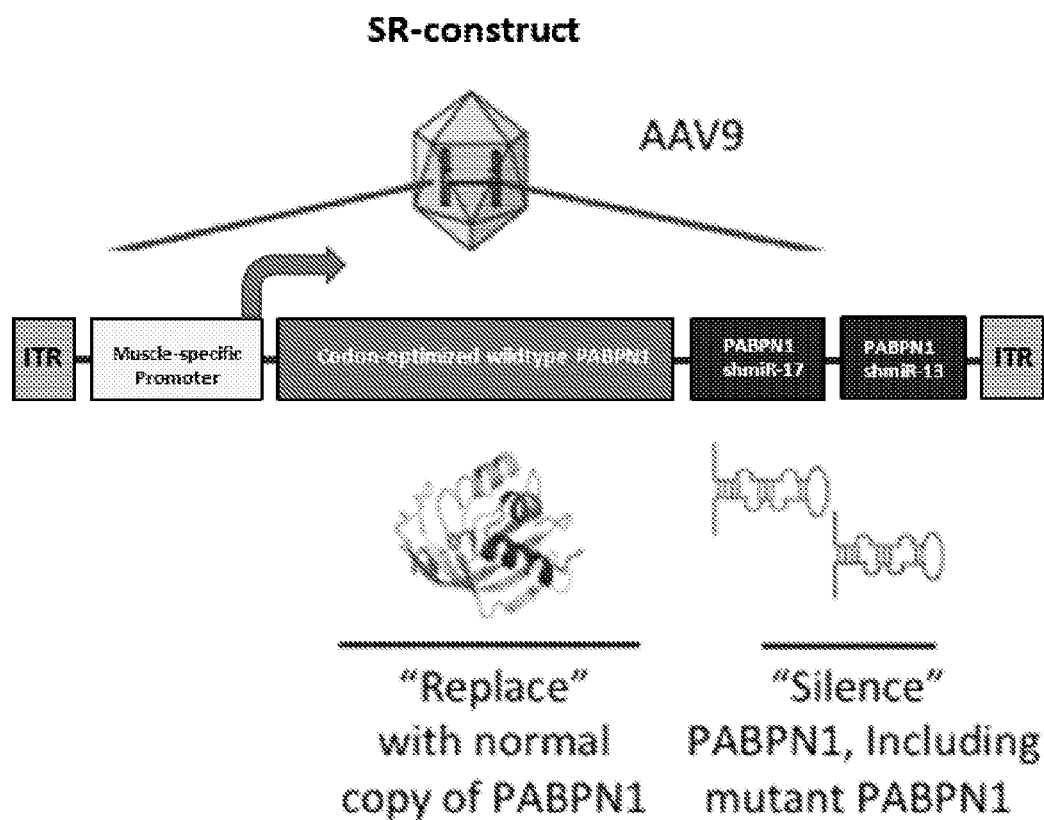 SR-construct
AAV9
ITR
Muscle-specific
Promoter
Codon-optimized wildtype PABPN1
PABPN1
shmiR-17
PABPN1
shmiR-13
ITR
"Replace"
with normal
copy of PABPN1
"Silence"
PABPN1, Including
mutant PABPN1